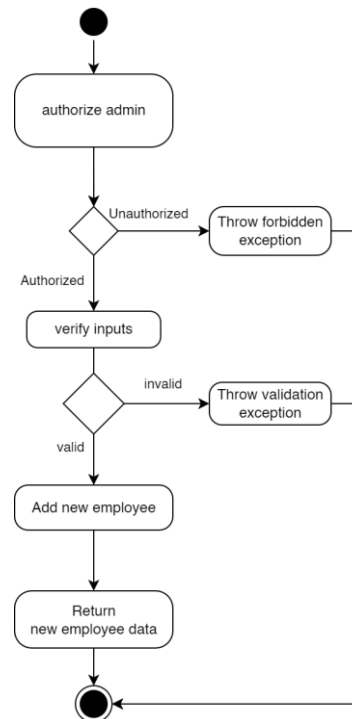 authorize admin
Unauthorized
Throw forbidden
exception
Authorized
verify inputs
invalid
Throw validation
exception
valid
Add new employee
Return
new employee data